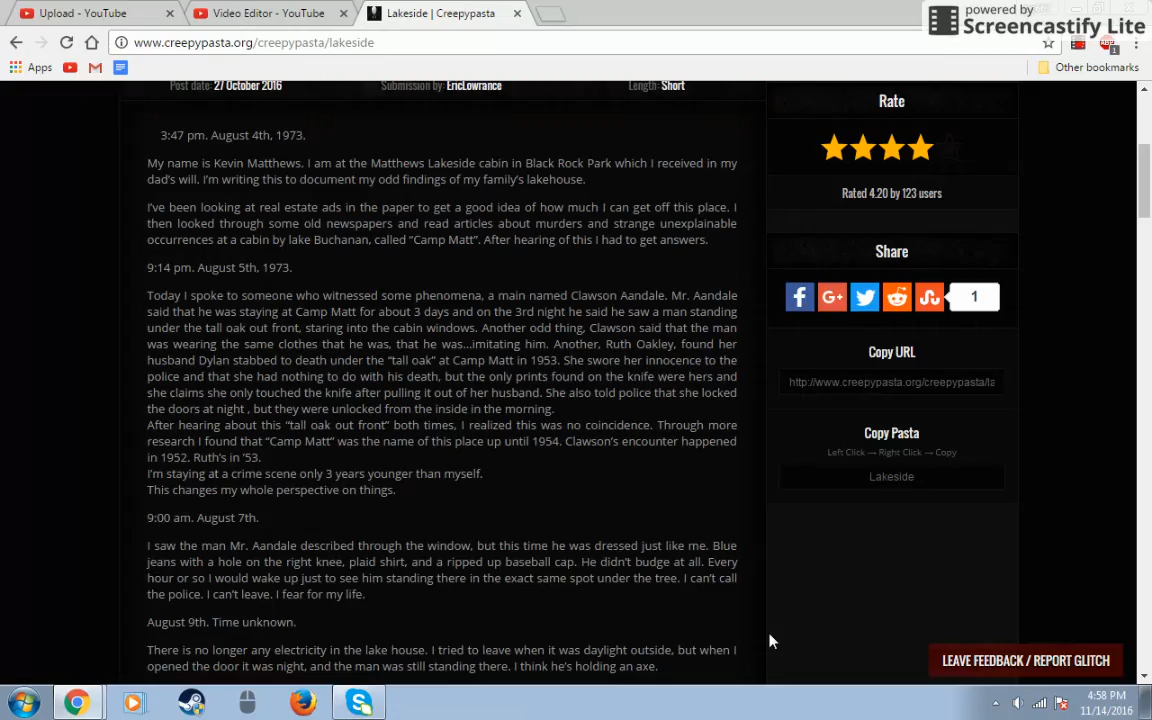 Upload - YouTube
Video Editor - YouTube
Lakeside | Creepypasta
powered by
Screencastify Lite
www.creepypasta.org/creepypasta/lakeside
1
Apps
Other bookmarks
Post date: 27 October 2016
Submission by: EricLowrance
Length: Short
3:47 pm. August 4th, 1973.
My name is Kevin Matthews. I am at the Matthews Lakeside cabin in Black Rock Park which I received in my
dad's will. I'm writing this to document my odd findings of my family's lakehouse.
I've been looking at real estate ads in the paper to get a good idea of how much I can get off this place. I
then looked through some old newspapers and read articles about murders and strange unexplainable
occurrences at a cabin by lake Buchanan, called “Camp Matt”. After hearing of this I had to get answers.
9:14 pm. August 5th, 1973.
Today I spoke to someone who witnessed some phenomena, a main named Clawson Aandale. Mr. Aandale
said that he was staying at Camp Matt for about 3 days and on the 3rd night he said he saw a man standing
under the tall oak out front, staring into the cabin windows. Another odd thing, Clawson said that the man
was wearing the same clothes that he was, that he was...imitating him. Another, Ruth Oakley, found her
husband Dylan stabbed to death under the “tall oak” at Camp Matt in 1953. She swore her innocence to the
police and that she had nothing to do with his death, but the only prints found on the knife were hers and
she claims she only touched the knife after pulling it out of her husband. She also told police that she locked
the doors at night , but they were unlocked from the inside in the morning.
After hearing about this “tall oak out front” both times, I realized this was no coincidence. Through more
research I found that “Camp Matt” was the name of this place up until 1954. Clawson's encounter happened
in 1952. Ruth's in '53.
I'm staying at a crime scene only 3 years younger than myself.
This changes my whole perspective on things.
9:00 am. August 7th.
I saw the man Mr. Aandale described through the window, but this time he was dressed just like me. Blue
jeans with a hole on the right knee, plaid shirt, and a ripped up baseball cap. He didn't budge at all. Every
hour or so I would wake up just to see him standing there in the exact same spot under the tree. I can't call
the police. I can't leave. I fear for my life.
August 9th. Time unknown.
There is no longer any electricity in the lake house. I tried to leave when it was daylight outside, but when I
opened the door it was night, and the man was still standing there. I think he's holding an axe.
Rate
Rated 4.20 by 123 users
Share
1
Copy URL
http://www.creepypasta.org/creepypasta/la
Copy Pasta
Left Click → Right Click → Copy
Lakeside
LEAVE FEEDBACK / REPORT GLITCH
4:58 PM
11/14/2016